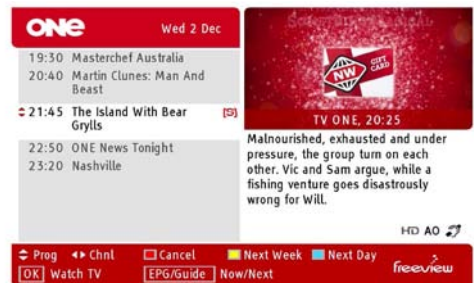 ONE
Wed 2 Dec
19:30 Masterchef Australia
20:40 Martin Clunes: Man And
Beast
21:45 The Island With Bear [S]
Grylls
22:50 ONE News Tonight
23:20 Nashville
NW GIFT
CARD
TV ONE, 20:25
Malnourished, exhausted and under
pressure, the group turn on each
other. Vic and Sam argue, while a
fishing venture goes disastrously
wrong for Will.
HD AO
Prog Chnl Cancel Next Week Next Day
OK Watch TV EPG/Guide Now/Next
freeview